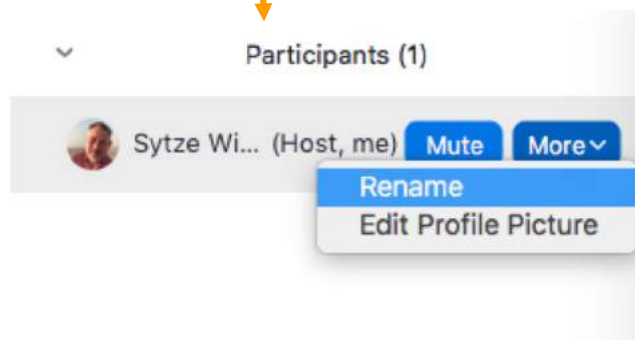 Participants (1)
Sytze Wi... (Host, me) Mute More
Rename
Edit Profile Picture